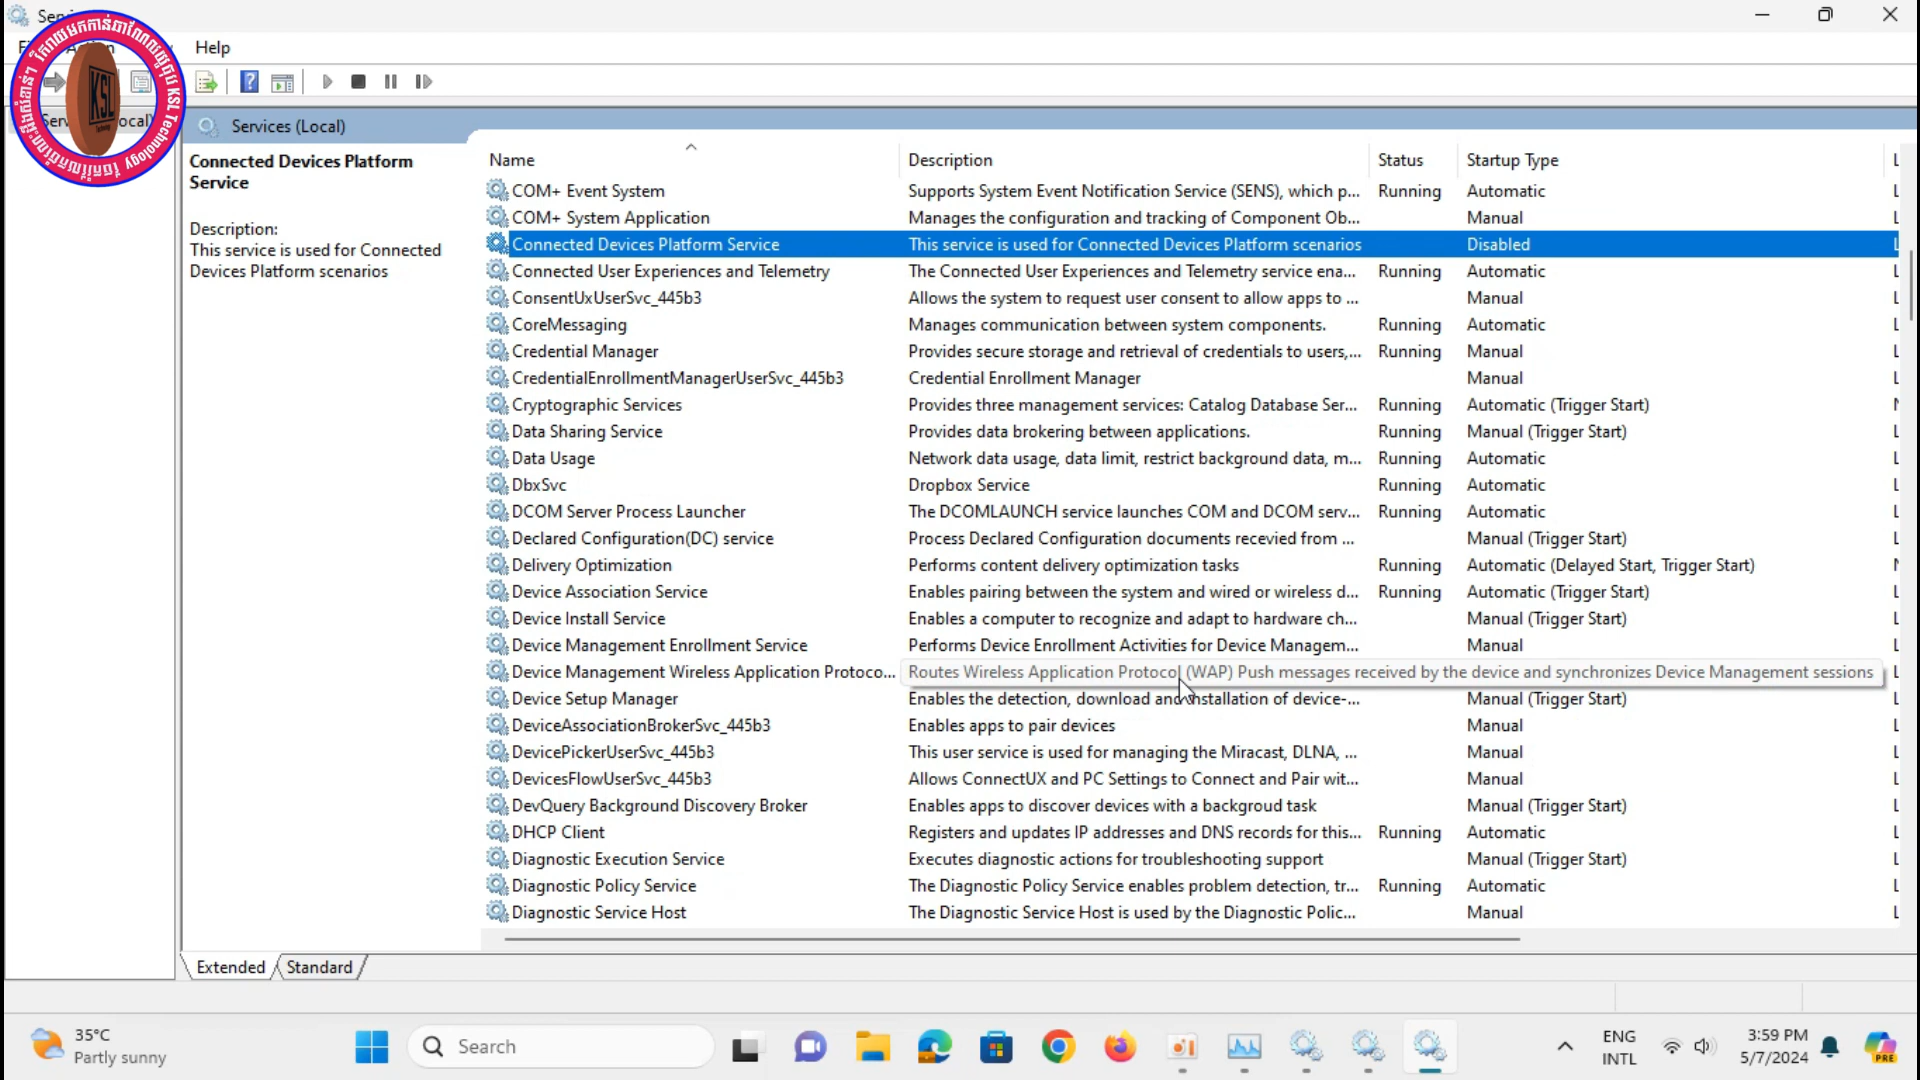 Help
Services (Local)
Connected Devices Platform
Service
Description:
This service is used for Connected
Devices Platform scenarios
Name Description Status Startup Type
COM+ Event System Supports System Event Notification Service (SENS), which p... Running Automatic
COM+ System Application Manages the configuration and tracking of Component Ob... Manual
Connected Devices Platform Service This service is used for Connected Devices Platform scenarios Disabled
Connected User Experiences and Telemetry The Connected User Experiences and Telemetry service ena... Running Automatic
ConsentUxUserSvc_445b3 Allows the system to request user consent to allow apps to ... Manual
CoreMessaging Manages communication between system components. Running Automatic
Credential Manager Provides secure storage and retrieval of credentials to users,... Running Manual
CredentialEnrollmentManagerUserSvc_445b3 Credential Enrollment Manager Manual
Cryptographic Services Provides three management services: Catalog Database Ser... Running Automatic (Trigger Start)
Data Sharing Service Provides data brokering between applications. Running Manual (Trigger Start)
Data Usage Network data usage, data limit, restrict background data, m... Running Automatic
DbxSvc Dropbox Service Running Automatic
DCOM Server Process Launcher The DCOMLAUNCH service launches COM and DCOM serv... Running Automatic
Declared Configuration(DC) service Process Declared Configuration documents recevied from ... Manual (Trigger Start)
Delivery Optimization Performs content delivery optimization tasks Running Automatic (Delayed Start, Trigger Start)
Device Association Service Enables pairing between the system and wired or wireless d... Running Automatic (Trigger Start)
Device Install Service Enables a computer to recognize and adapt to hardware ch... Manual (Trigger Start)
Device Management Enrollment Service Performs Device Enrollment Activities for Device Managem... Manual
Device Management Wireless Application Protoco... Routes Wireless Application Protocol (WAP) Push messages received by the device and synchronizes Device Management sessions
Device Setup Manager Enables the detection, download and installation of device-... Manual (Trigger Start)
DeviceAssociationBrokerSvc_445b3 Enables apps to pair devices Manual
DevicePickerUserSvc_445b3 This user service is used for managing the Miracast, DLNA, ... Manual
DevicesFlowUserSvc_445b3 Allows ConnectUX and PC Settings to Connect and Pair wit... Manual
DevQuery Background Discovery Broker Enables apps to discover devices with a backgroud task Manual (Trigger Start)
DHCP Client Registers and updates IP addresses and DNS records for this... Running Automatic
Diagnostic Execution Service Executes diagnostic actions for troubleshooting support Manual (Trigger Start)
Diagnostic Policy Service The Diagnostic Policy Service enables problem detection, tr... Running Automatic
Diagnostic Service Host The Diagnostic Service Host is used by the Diagnostic Polic... Manual
Extended Standard
35°C
Partly sunny
Search
ENG
INTL
3:59 PM
5/7/2024
PRE
KSL
KSL Technology